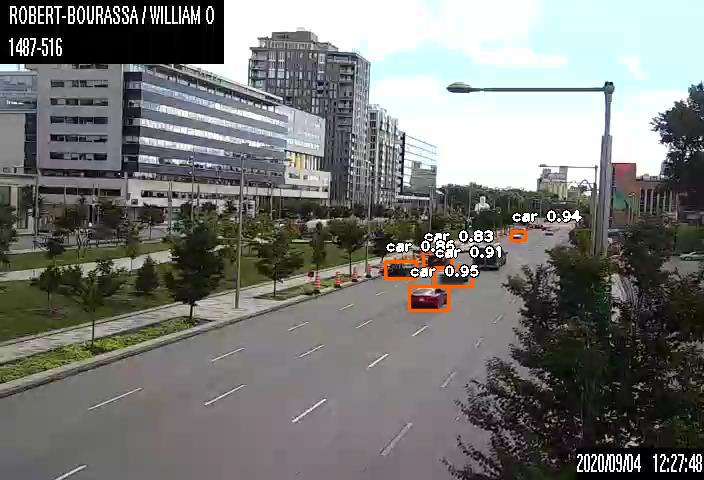 ROBERT-BOURASSA / WILLIAM O
1487-516
car 0.94
car 0.83
car 0.86
car 0.91
car 0.95
2020/09/04 12:27:48